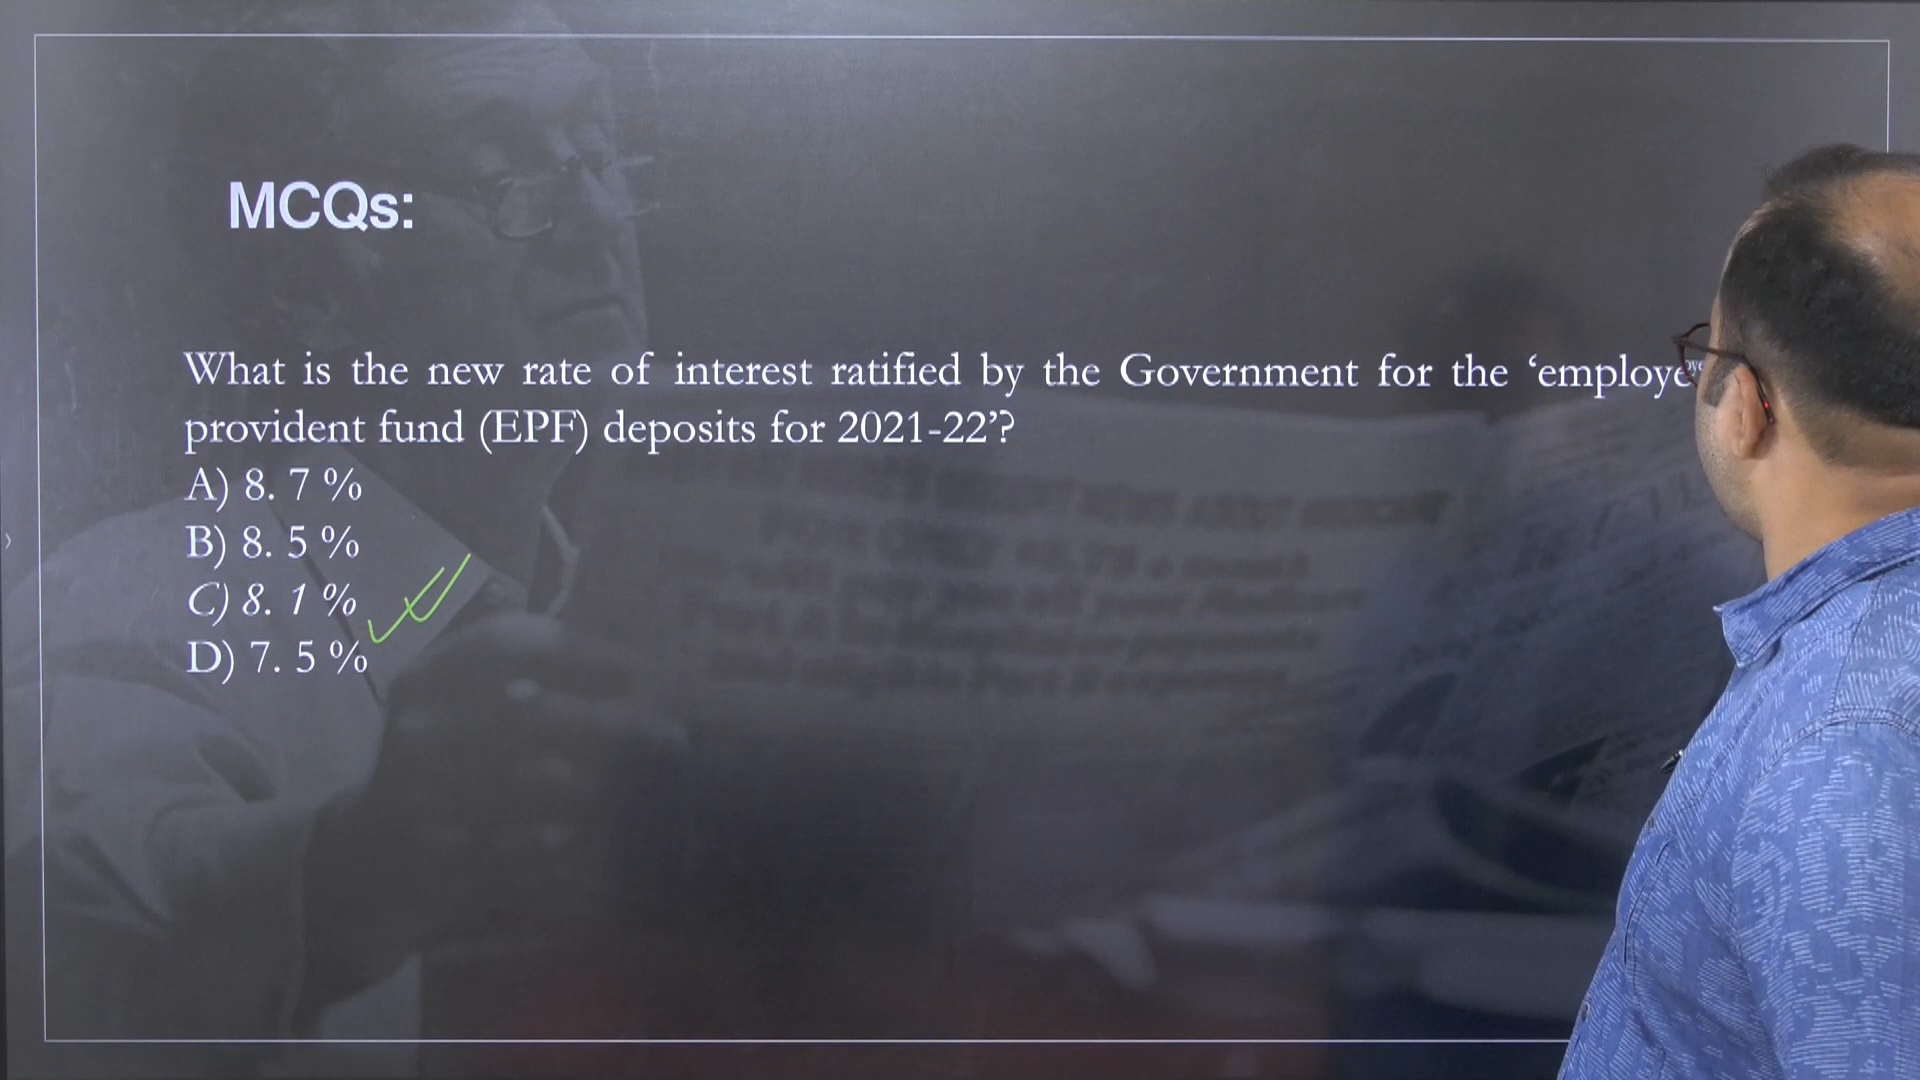 MCQs:
What is the new rate of interest ratified by the Government for the ‘employe
provident fund (EPF) deposits for 2021-22’?
A) 8. 7 %
B) 8. 5 %
C) 8. 1 %
D) 7. 5 %